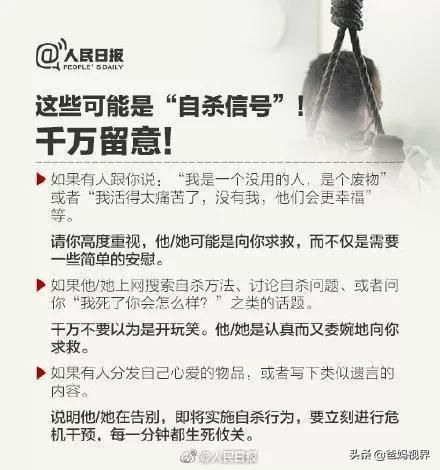 @人民日报
PEOPLE'S DAILY
这些可能是“自杀信号”！
千万留意！
如果有人跟你说：“我是一个没用的人，是个废物”
或者“我活得太痛苦了，没有我，他们会更幸福”
等。
请你高度重视，他/她可能是向你求救，而不仅是需要
一些简单的安慰。
如果他/她上网搜索自杀方法、讨论自杀问题、或者问
你“我死了你会怎么样？”之类的话题。
千万不要以为是开玩笑。他/她是认真而又委婉地向你
求救。
如果有人分发自己心爱的物品，或者写下类似遗言的
内容。
说明他/她在告别，即将实施自杀行为，要立刻进行危
机干预，每一分钟都生死攸关。
@人民日报
头条@爸妈视界